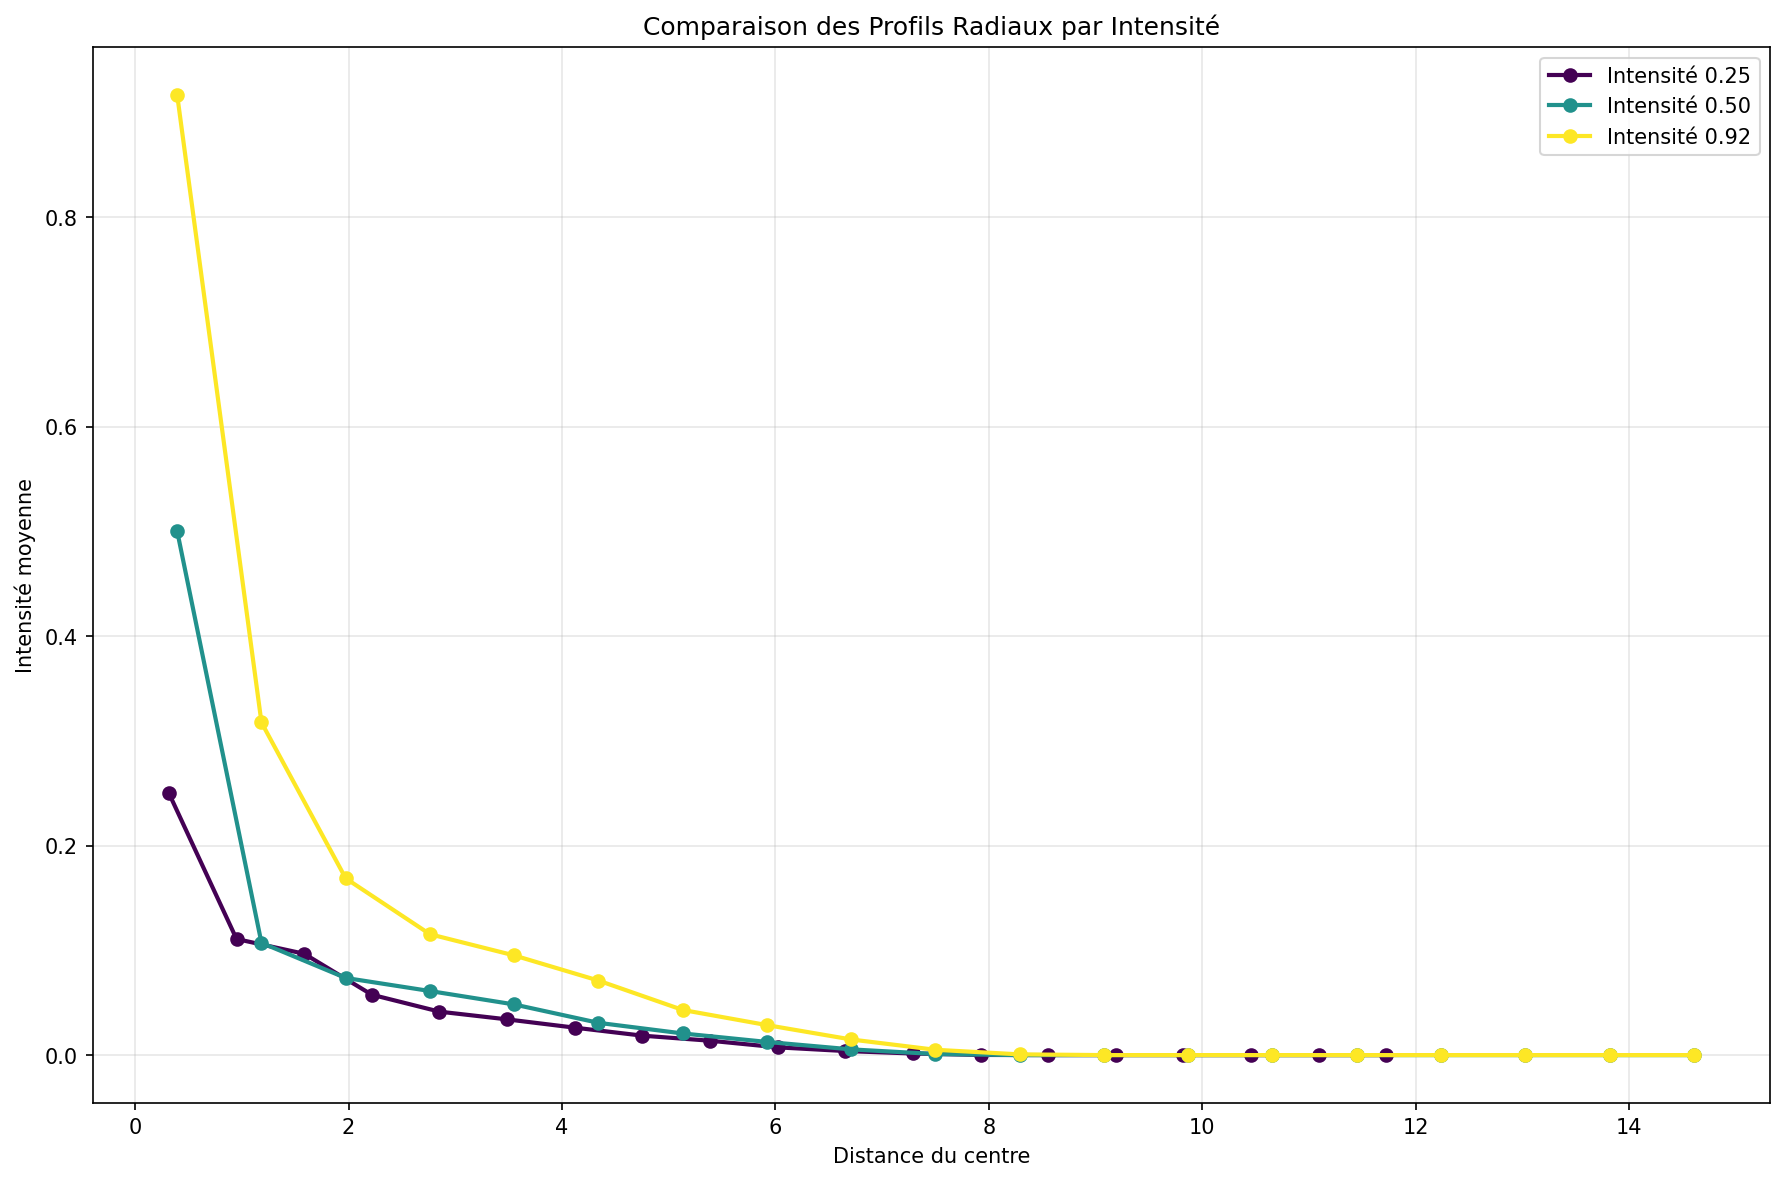 Comparaison des Profils Radiaux par Intensité
Intensité 0.25
Intensité 0.50
Intensité 0.92
Intensité moyenne
0.8
0.6
0.4
0.2
0.0
0 2 4 6 8 10 12 14
Distance du centre